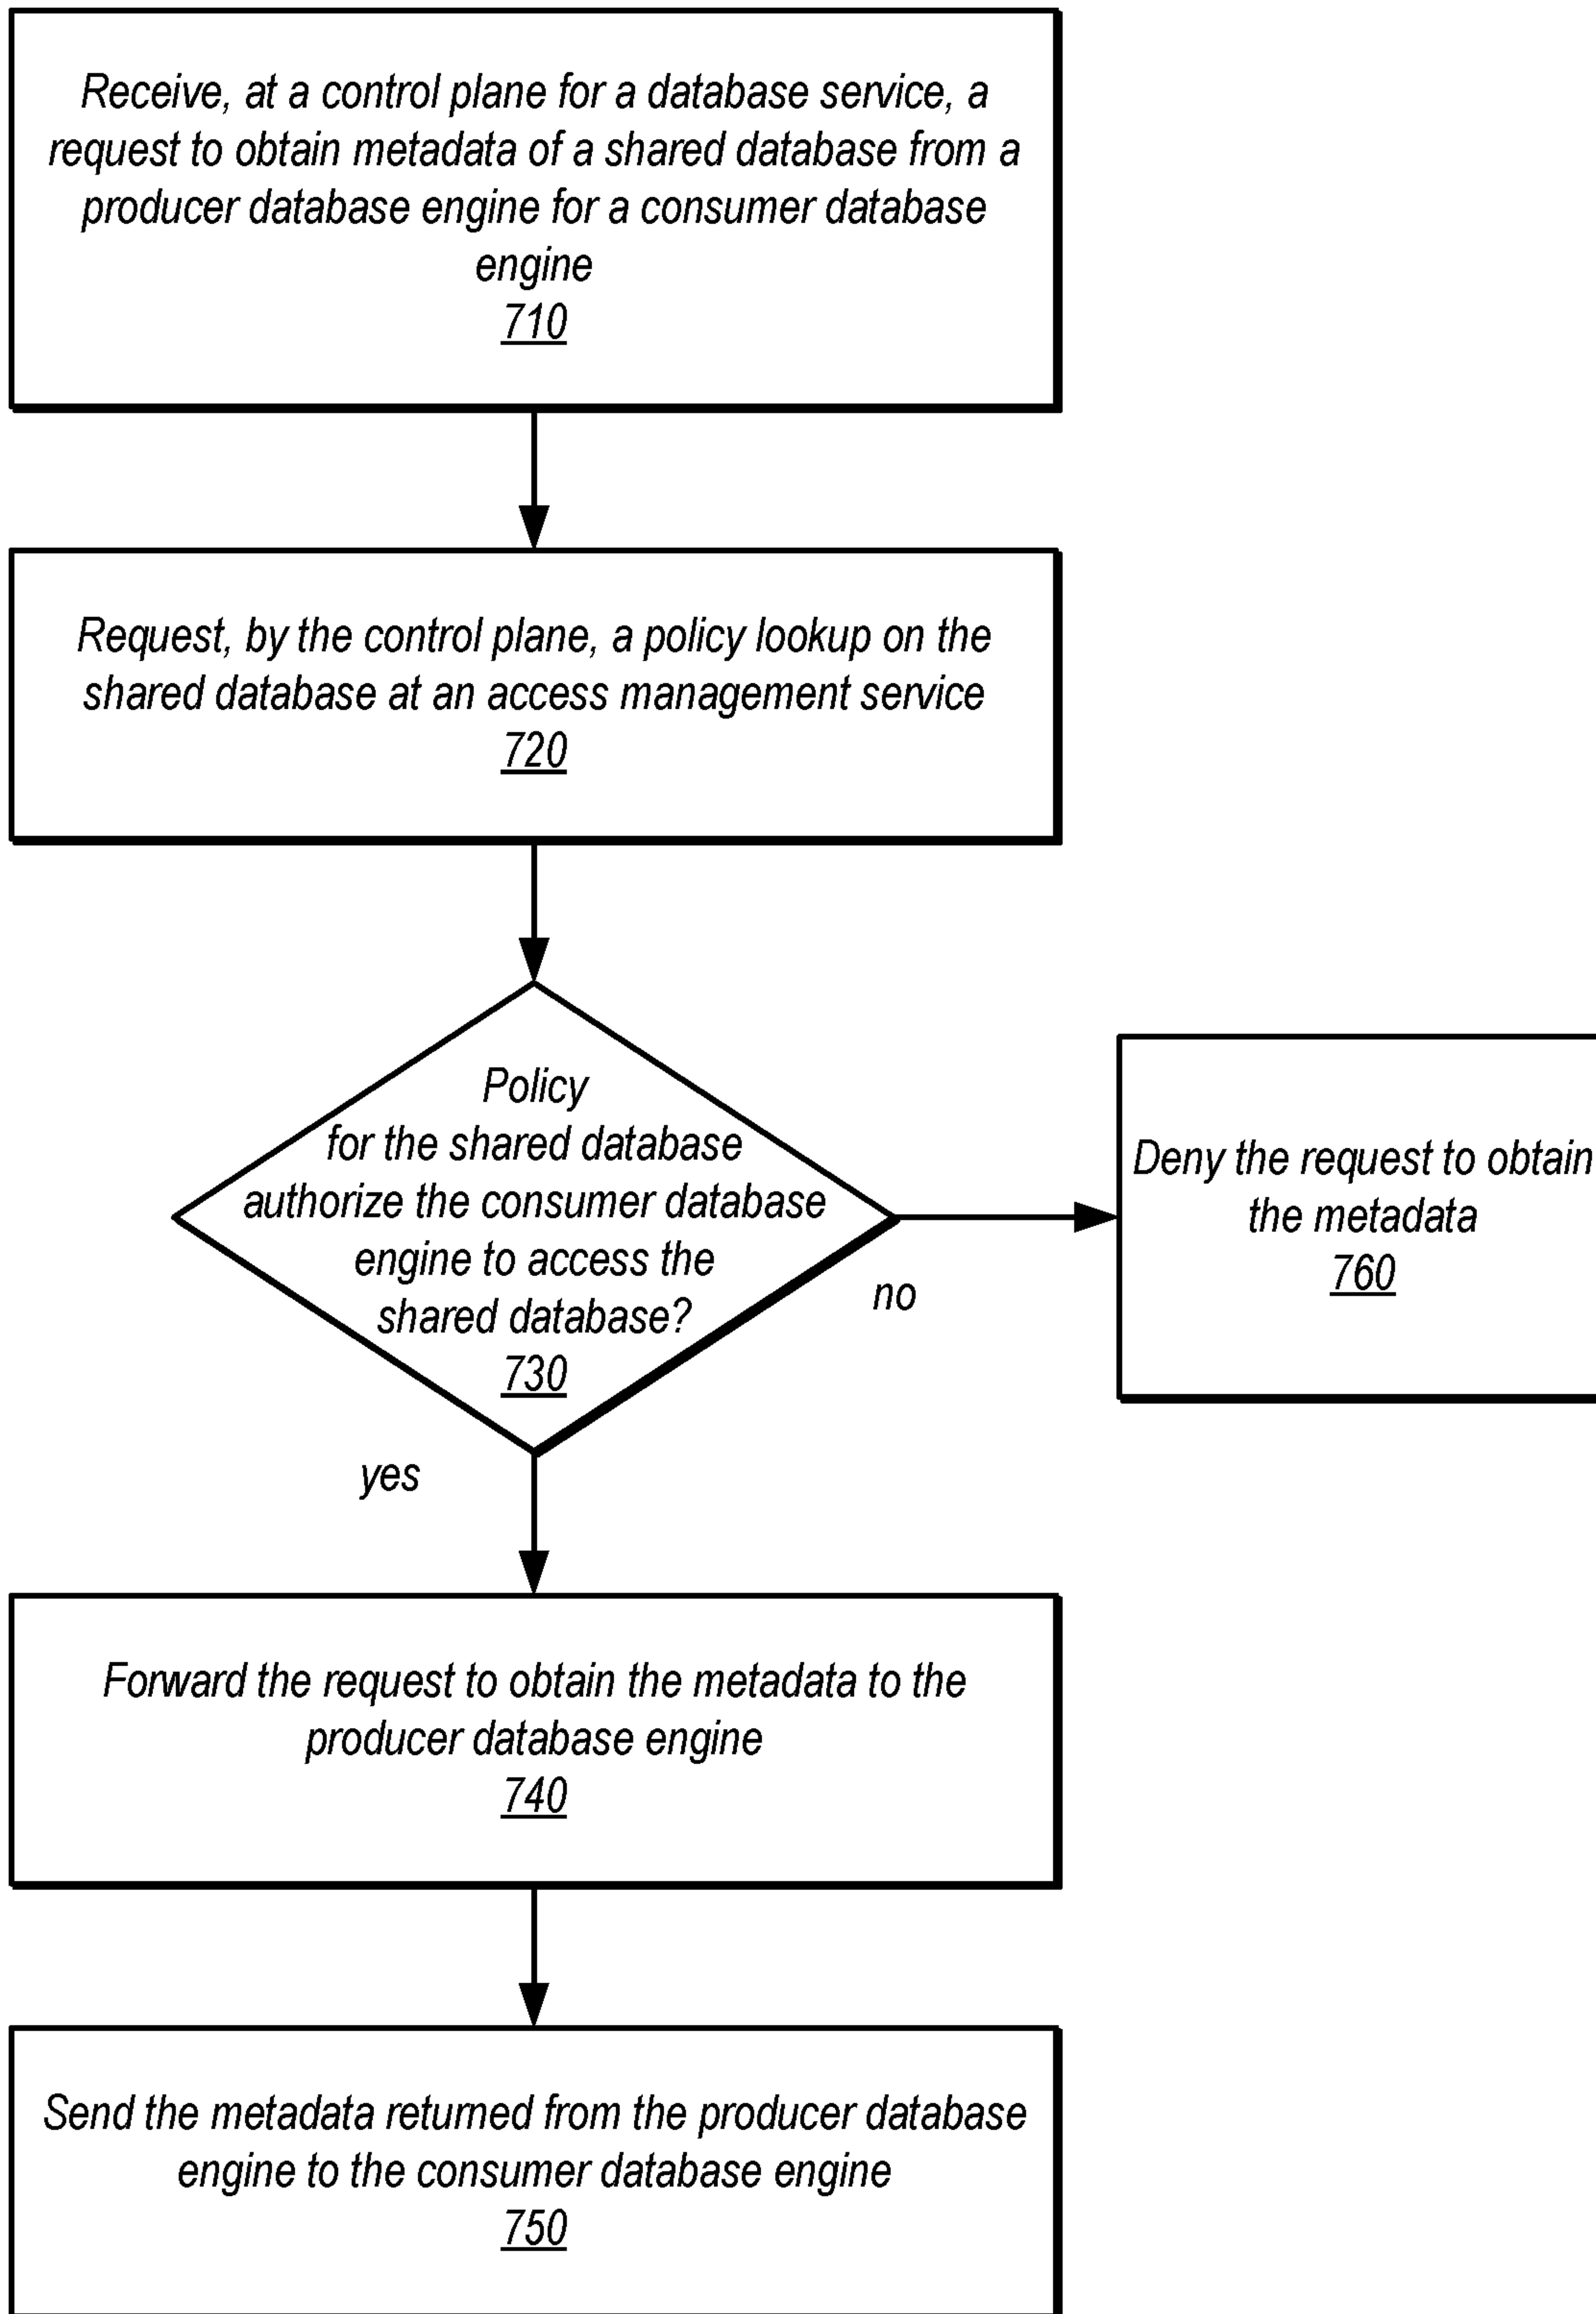 Receive, at a control plane for a database service, a
request to obtain metadata of a shared database from a
producer database engine for a consumer database
engine
710
Request, by the control plane, a policy lookup on the
shared database at an access management service
720
Policy
for the shared database
authorize the consumer database
engine to access the
shared database?
730
no
Deny the request to obtain
the metadata
760
yes
Forward the request to obtain the metadata to the
producer database engine
740
Send the metadata returned from the producer database
engine to the consumer database engine
750